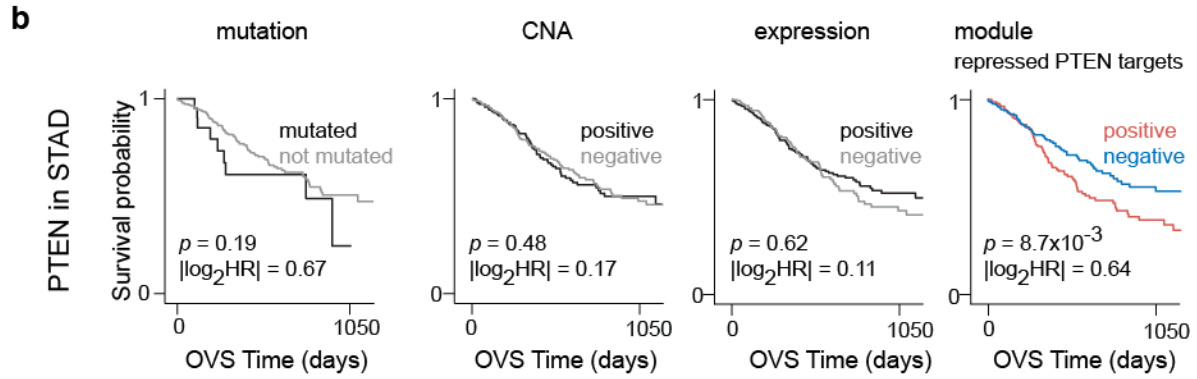 b
PTEN in STAD
Survival probability
mutation
1
mutated
not mutated
p = 0.19
|log2HR| = 0.67
0
0 1050
OVS Time (days)
CNA
1
positive
negative
p = 0.48
|log2HR| = 0.17
0
0 1050
OVS Time (days)
expression
1
positive
negative
p = 0.62
|log2HR| = 0.11
0
0 1050
OVS Time (days)
module
repressed PTEN targets
1
positive
negative
p = 8.7x10-3
|log2HR| = 0.64
0
0 1050
OVS Time (days)